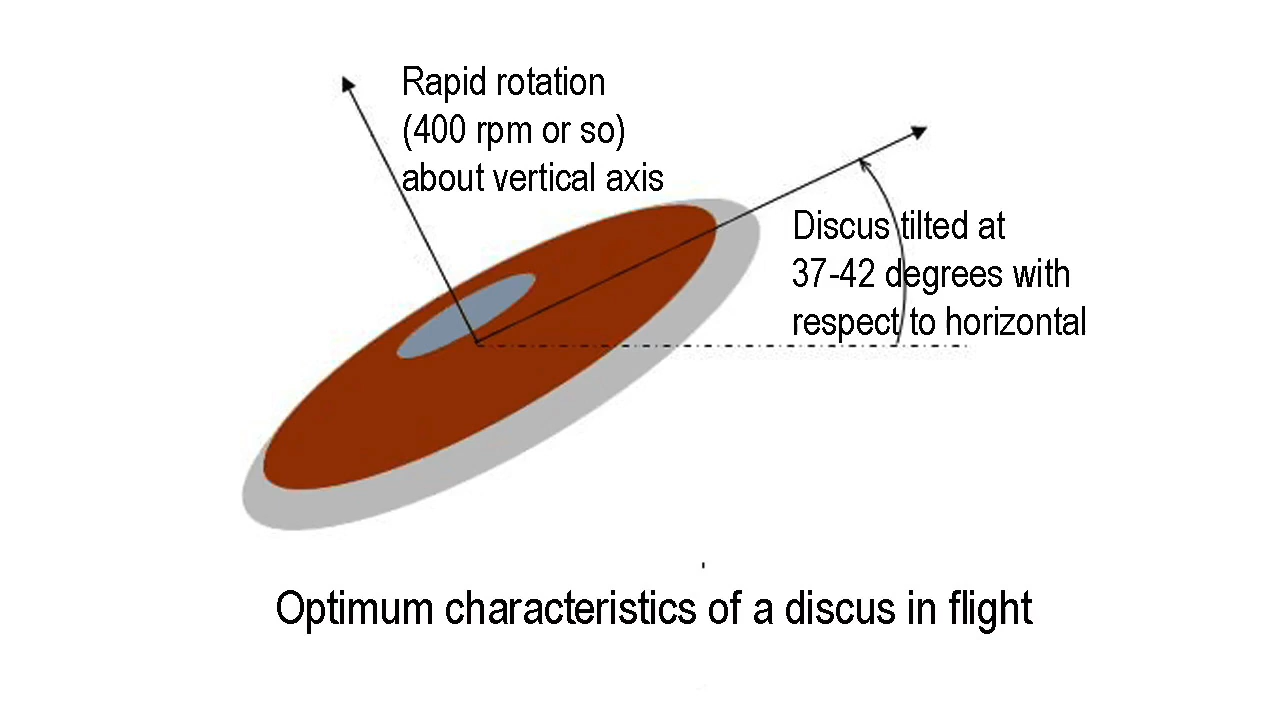 Rapid rotation
(400 rpm or so)
about vertical axis
Discus tilted at
37-42 degrees with
respect to horizontal
Optimum characteristics of a discus in flight